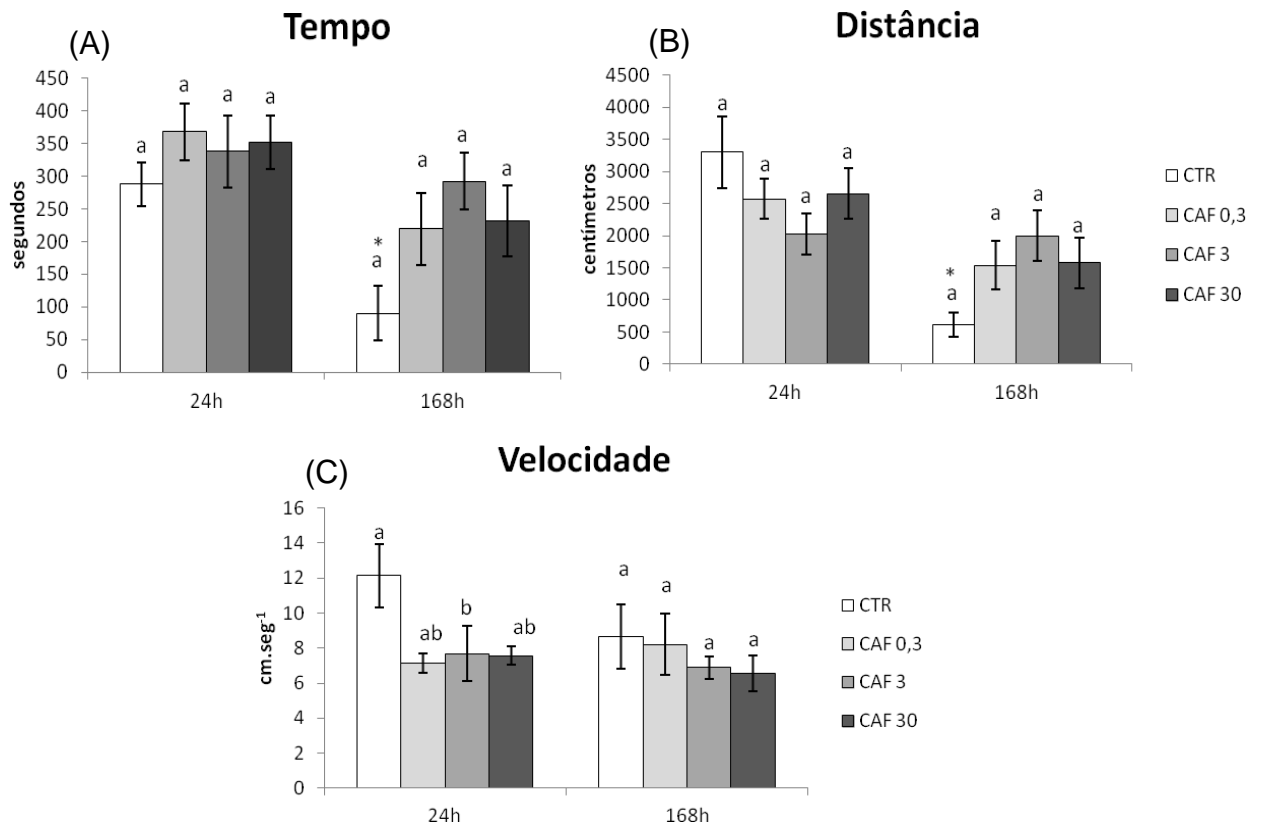 (A)
Tempo
segundos
450
400
350
300
250
200
150
100
50
0
a
a
a
a
*
a
a
a
a
24h
168h
(B)
Distância
centímetros
4500
4000
3500
3000
2500
2000
1500
1000
500
0
a
a
a
a
*
a
a
a
a
24h
168h
CTR
CAF 0,3
CAF 3
CAF 30
(C)
Velocidade
cm.seg⁻¹
16
14
12
10
8
6
4
2
0
a
ab
b
ab
a
a
a
a
24h
168h
CTR
CAF 0,3
CAF 3
CAF 30